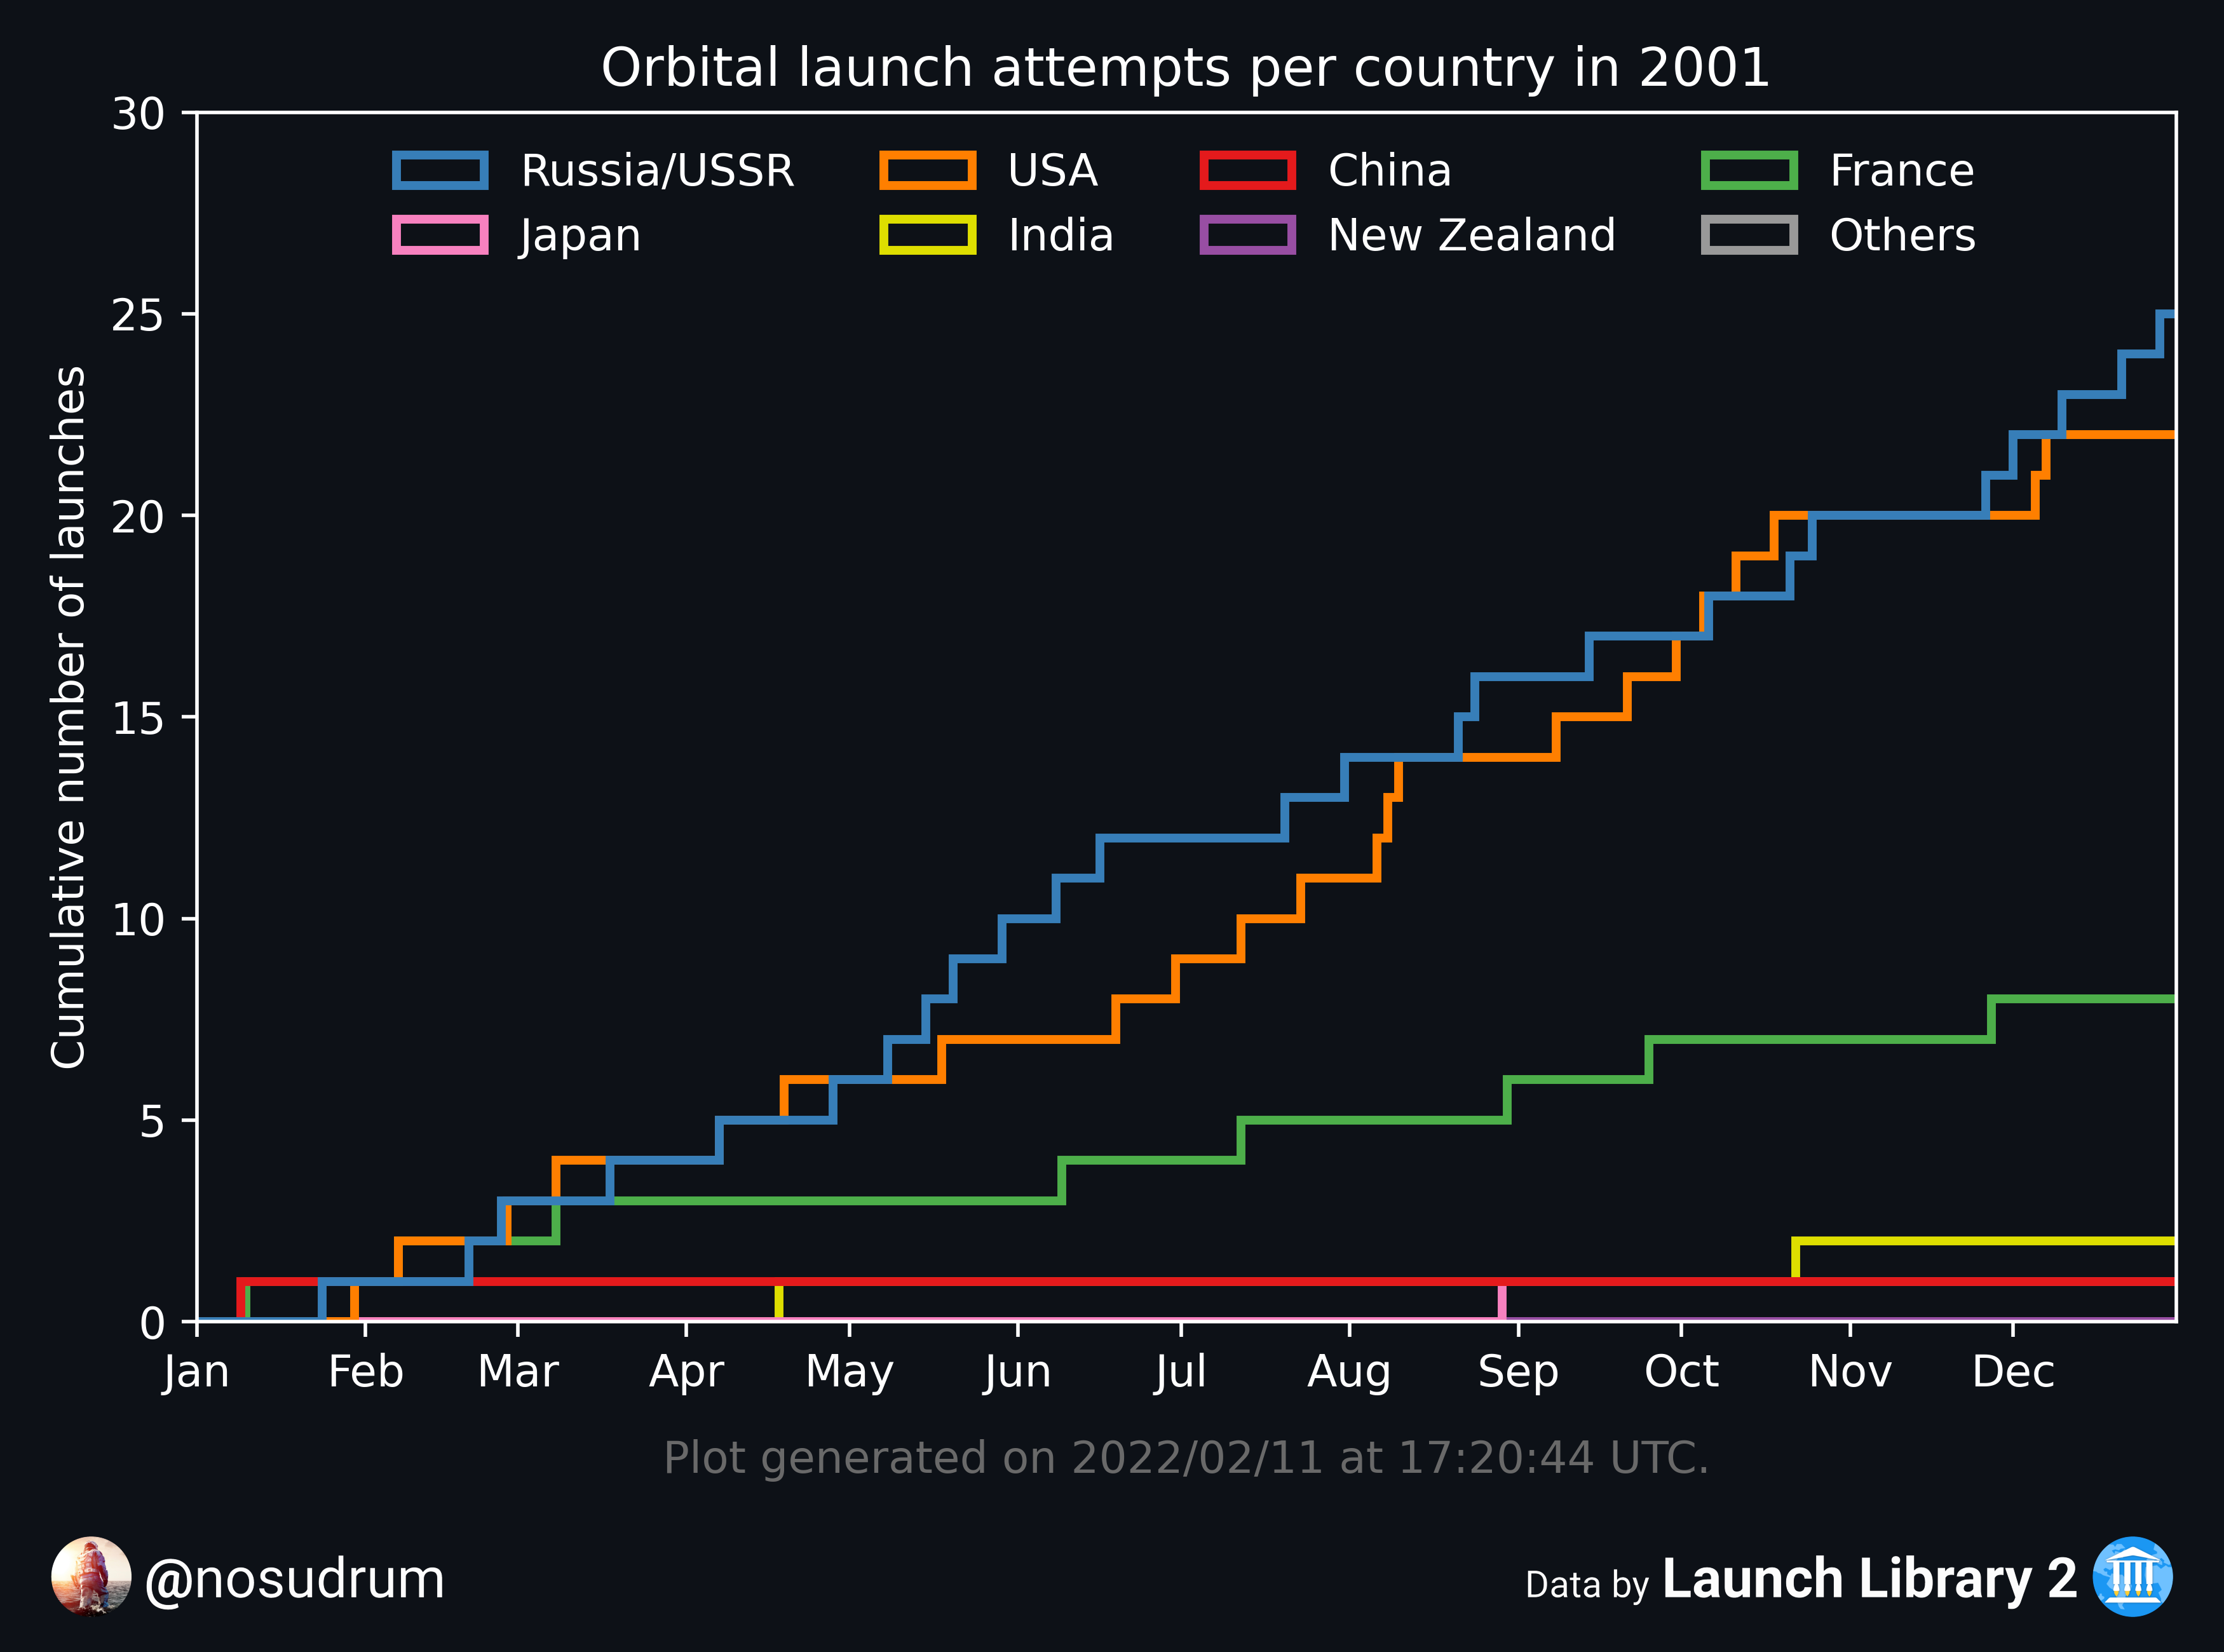 Orbital launch attempts per country in 2001
30
Russia/USSR USA China France
Japan India New Zealand Others
25
20
15
10
5
0
Cumulative number of launches
Jan Feb Mar Apr May Jun Jul Aug Sep Oct Nov Dec
Plot generated on 2022/02/11 at 17:20:44 UTC.
@nosudrum
Data by Launch Library 2